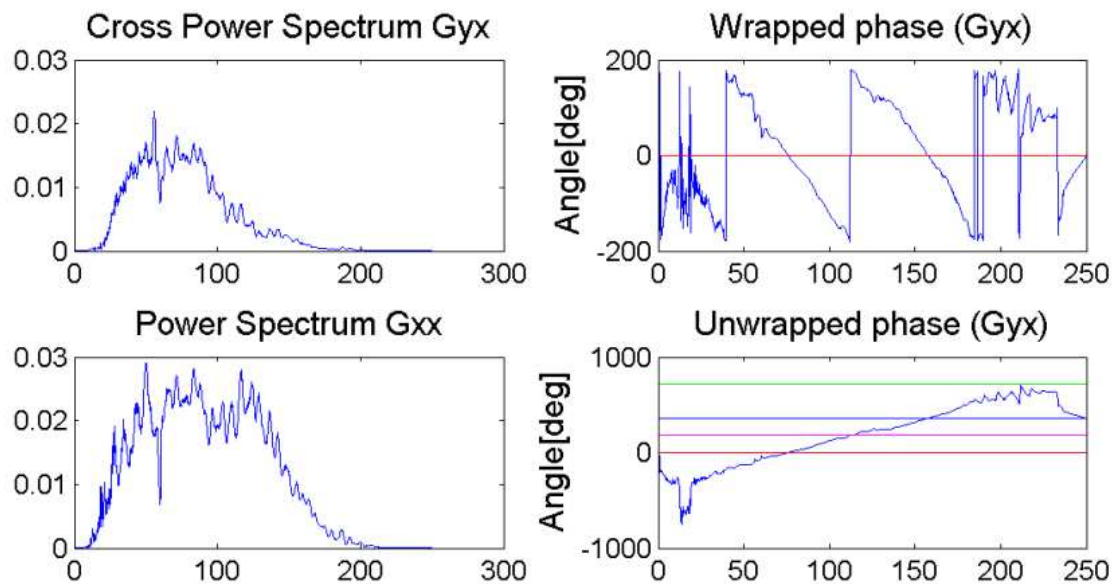 Cross Power Spectrum Gyx
0.03
0.02
0.01
0
0 100 200 300
Wrapped phase (Gyx)
Angle[deg]
200
0
-200
0 50 100 150 200 250
Power Spectrum Gxx
0.03
0.02
0.01
0
0 100 200 300
Unwrapped phase (Gyx)
Angle[deg]
1000
0
-1000
0 50 100 150 200 250